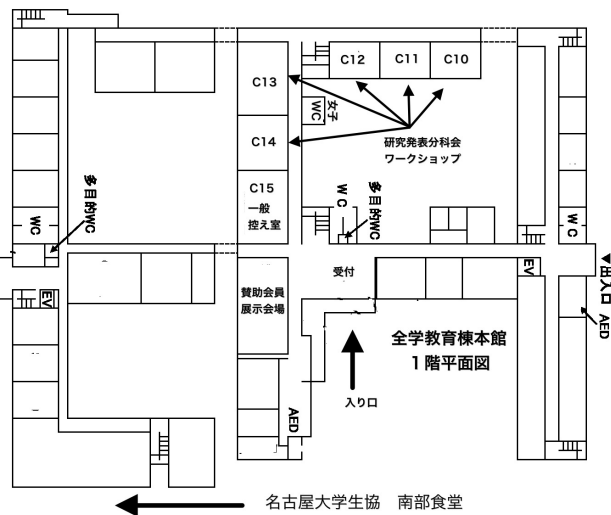 C12
C11
C10
C13
女子
WC
C14
研究発表分科会
ワークショップ
C15
一般
控え室
WC
多目的WC
WC
多目的WC
WC
受付
EV
▼出入口
AED
EV
賛助会員
展示会場
全学教育棟本館
1階平面図
入り口
AED
名古屋大学生協 南部食堂